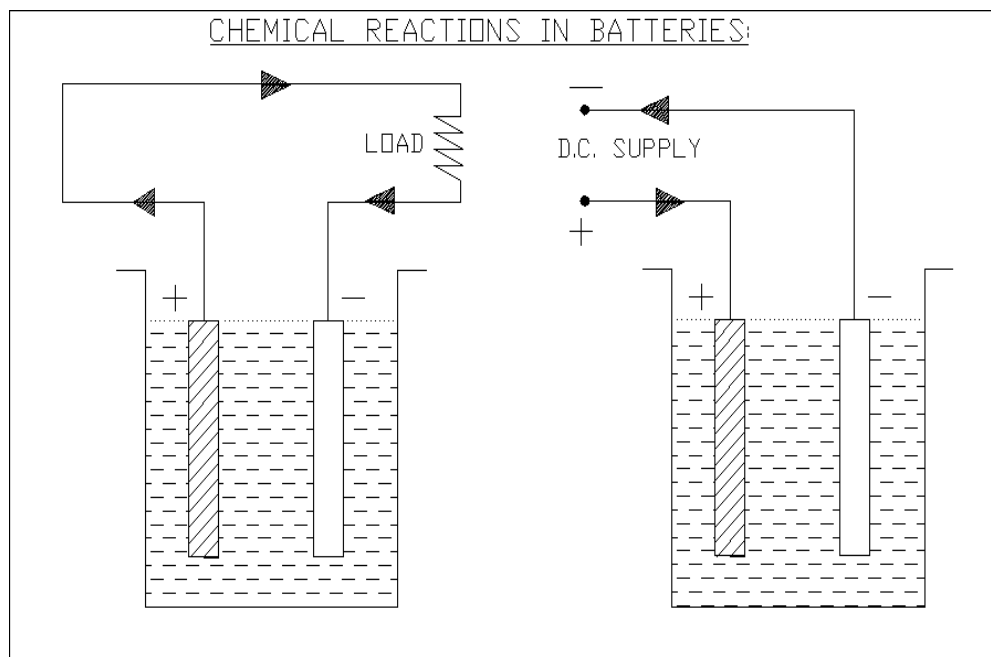 CHEMICAL REACTIONS IN BATTERIES:
LOAD
−
D.C. SUPPLY
+
+ −
+ −